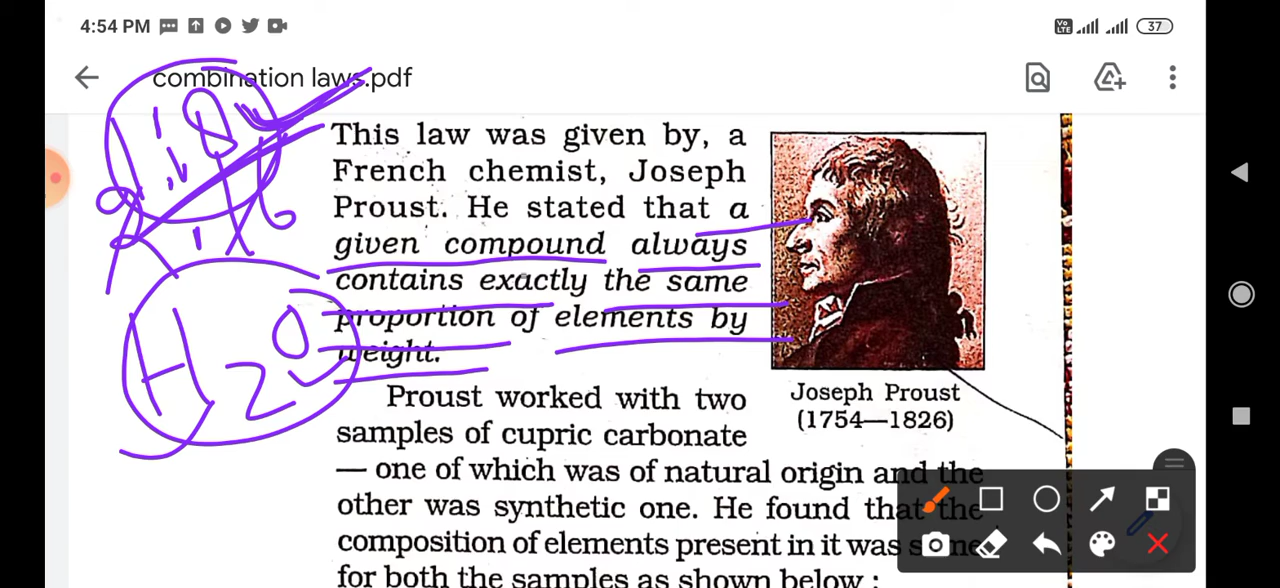 4:54 PM
37
combination laws.pdf
This law was given by, a
French chemist, Joseph
Proust. He stated that a
given compound always
contains exactly the same
proportion of elements by
weight.
H2O
Joseph Proust
(1754—1826)
Proust worked with two
samples of cupric carbonate
— one of which was of natural origin and the
other was synthetic one. He found that the
composition of elements present in it was same
for both the samples as shown below :